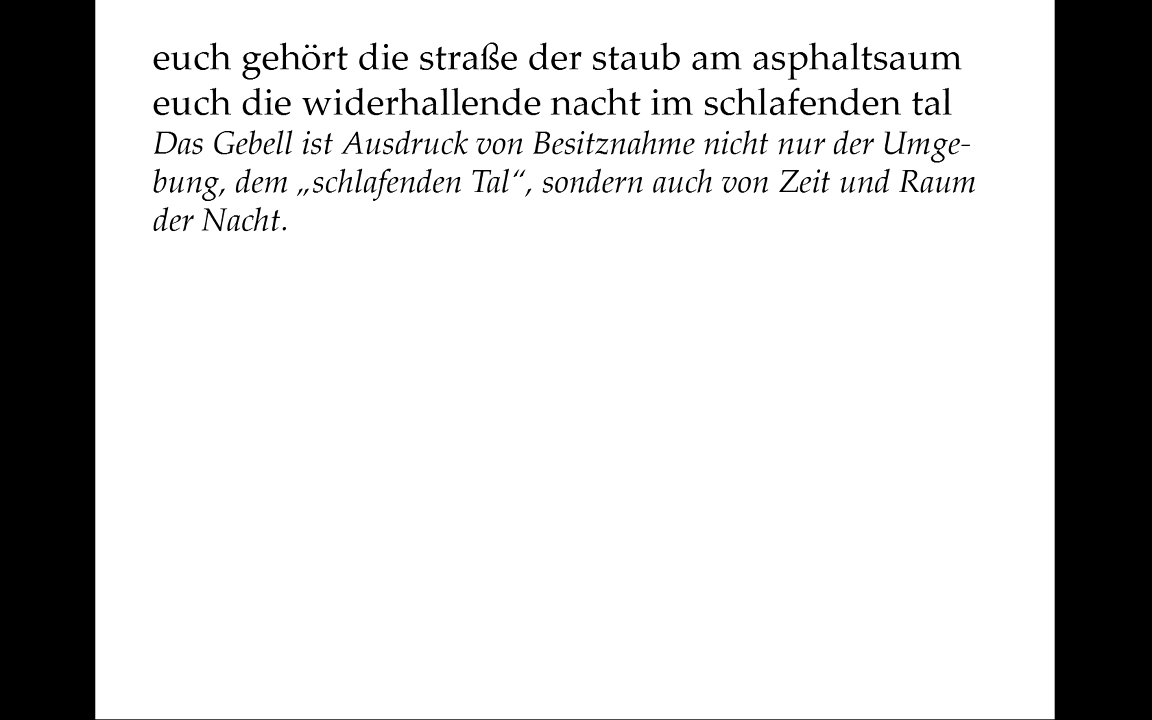 euch gehört die straße der staub am asphaltsaum
euch die widerhallende nacht im schlafenden tal
Das Gebell ist Ausdruck von Besitznahme nicht nur der Umge-
bung, dem „schlafenden Tal“, sondern auch von Zeit und Raum
der Nacht.